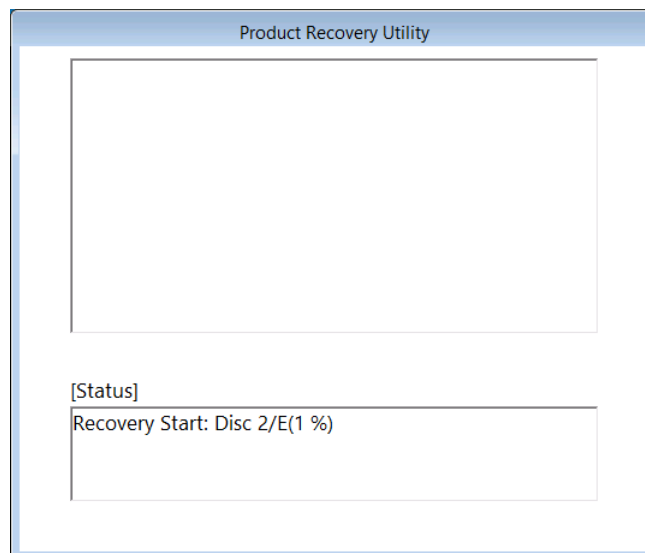 Product Recovery Utility
[Status]
Recovery Start: Disc 2/E(1 %)